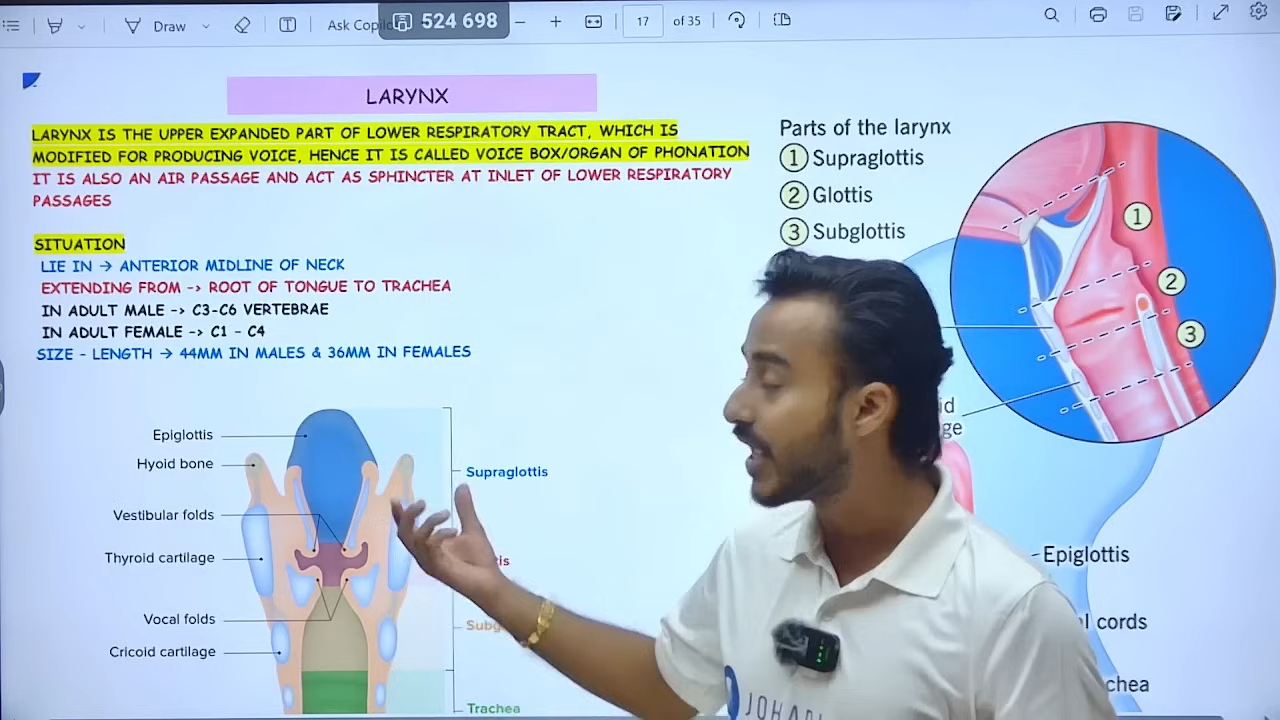 Draw
Ask
524 698
17
of 35
LARYNX
LARYNX IS THE UPPER EXPANDED PART OF LOWER RESPIRATORY TRACT, WHICH IS
MODIFIED FOR PRODUCING VOICE, HENCE IT IS CALLED VOICE BOX/ORGAN OF PHONATION
IT IS ALSO AN AIR PASSAGE AND ACT AS SPHINCTER AT INLET OF LOWER RESPIRATORY
PASSAGES
SITUATION
LIE IN → ANTERIOR MIDLINE OF NECK
EXTENDING FROM -> ROOT OF TONGUE TO TRACHEA
IN ADULT MALE -> C3-C6 VERTEBRAE
IN ADULT FEMALE -> C1 - C4
SIZE - LENGTH → 44MM IN MALES & 36MM IN FEMALES
Epiglottis
Hyoid bone
Vestibular folds
Thyroid cartilage
Vocal folds
Cricoid cartilage
Supraglottis
Trachea
Parts of the larynx
1 Supraglottis
2 Glottis
3 Subglottis
1
2
3
Epiglottis
cords